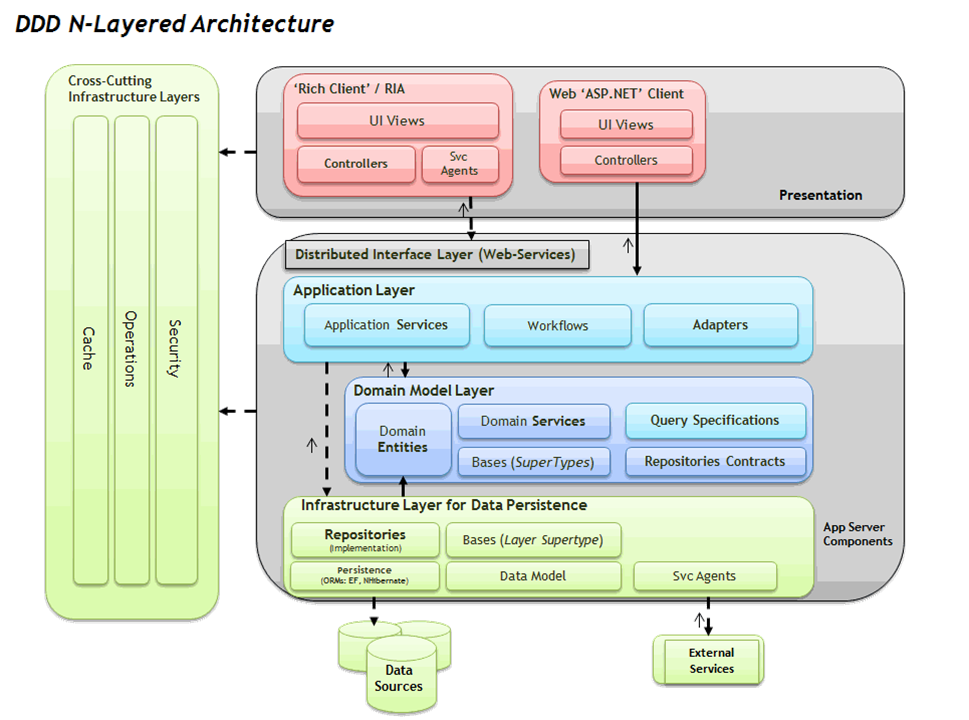 DDD N-Layered Architecture
Cross-Cutting
Infrastructure Layers
Cache
Operations
Security
'Rich Client' / RIA
UI Views
Controllers
Svc
Agents
Web 'ASP.NET' Client
UI Views
Controllers
Presentation
Distributed Interface Layer (Web-Services)
Application Layer
Application Services
Workflows
Adapters
Domain Model Layer
Domain
Entities
Domain Services
Query Specifications
Bases (SuperTypes)
Repositories Contracts
Infrastructure Layer for Data Persistence
Repositories
(Implementation)
Bases (Layer Supertype)
Persistence
(ORMs: EF, NHibernate)
Data Model
Svc Agents
App Server
Components
Data
Sources
External
Services